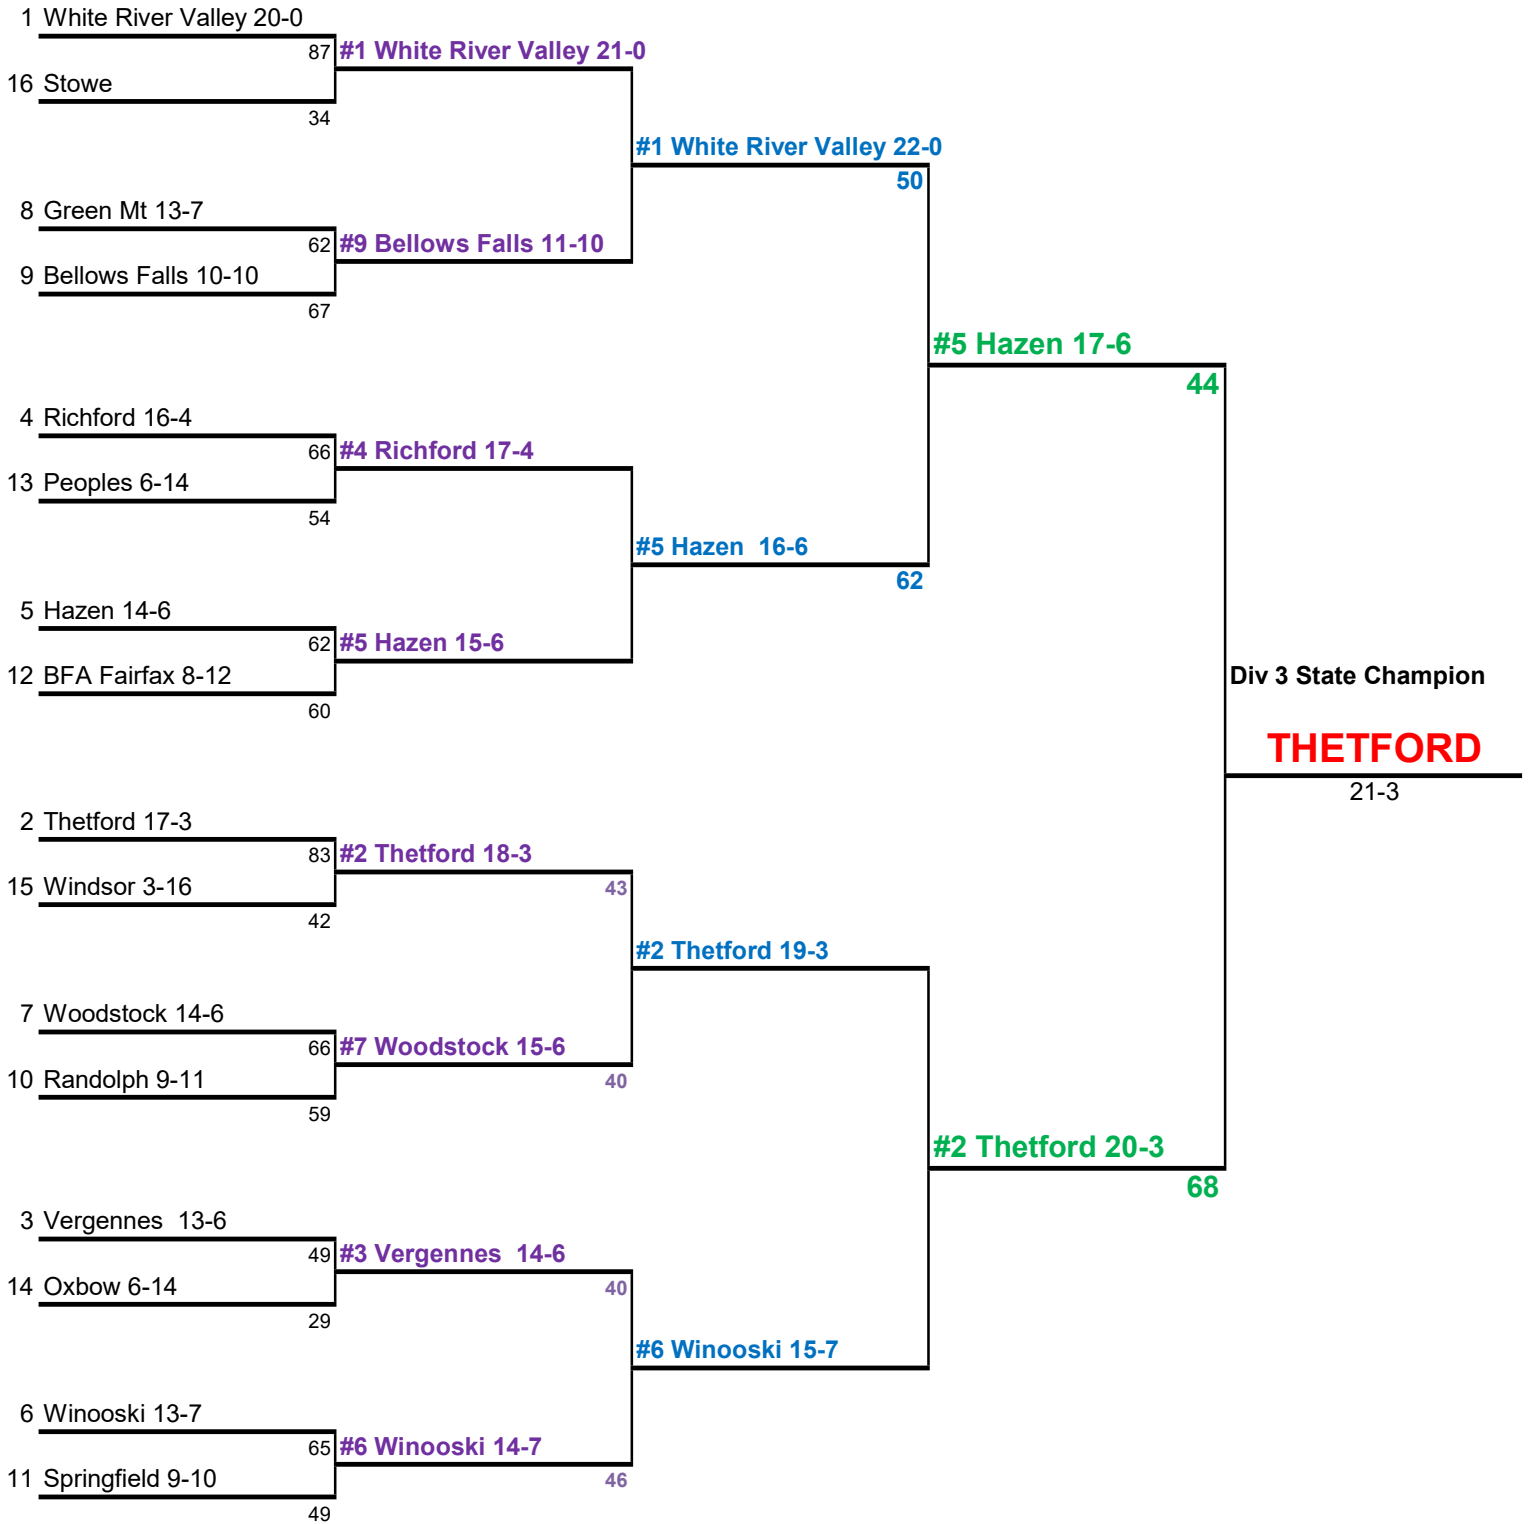 1 White River Valley 20-0
87 #1 White River Valley 21-0
16 Stowe
34
#1 White River Valley 22-0
50
8 Green Mt 13-7
62 #9 Bellows Falls 11-10
9 Bellows Falls 10-10
67
#5 Hazen 17-6
44
4 Richford 16-4
66 #4 Richford 17-4
13 Peoples 6-14
54
#5 Hazen  16-6
62
5 Hazen 14-6
62 #5 Hazen 15-6
12 BFA Fairfax 8-12
60
Div 3 State Champion
THETFORD
21-3
2 Thetford 17-3
83 #2 Thetford 18-3
15 Windsor 3-16
43
42
#2 Thetford 19-3
7 Woodstock 14-6
66 #7 Woodstock 15-6
10 Randolph 9-11
40
59
#2 Thetford 20-3
68
3 Vergennes  13-6
49 #3 Vergennes  14-6
14 Oxbow 6-14
40
29
#6 Winooski 15-7
6 Winooski 13-7
65 #6 Winooski 14-7
11 Springfield 9-10
46
49